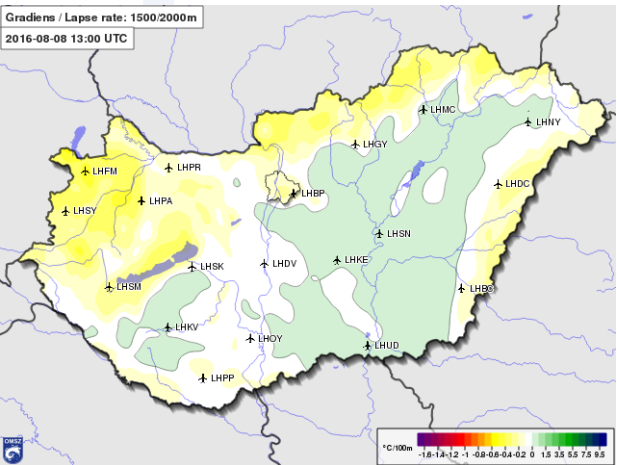 Gradiens / Lapse rate: 1500/2000m
2016-08-08 13:00 UTC
LHMC
LHNY
LHGY
LHFM
LHPR
LHDC
LHBP
LHPA
LHSY
LHSN
LHSK
LHDV
LHKE
LHSM
LHBC
LHKV
LHOY
LHUD
LHPP
OMSZ
°C/100m
-1.6 -1.4 -1.2 -1 -0.8 -0.6 -0.4 -0.2 0 1.5 3.5 5.5 7.5 9.5